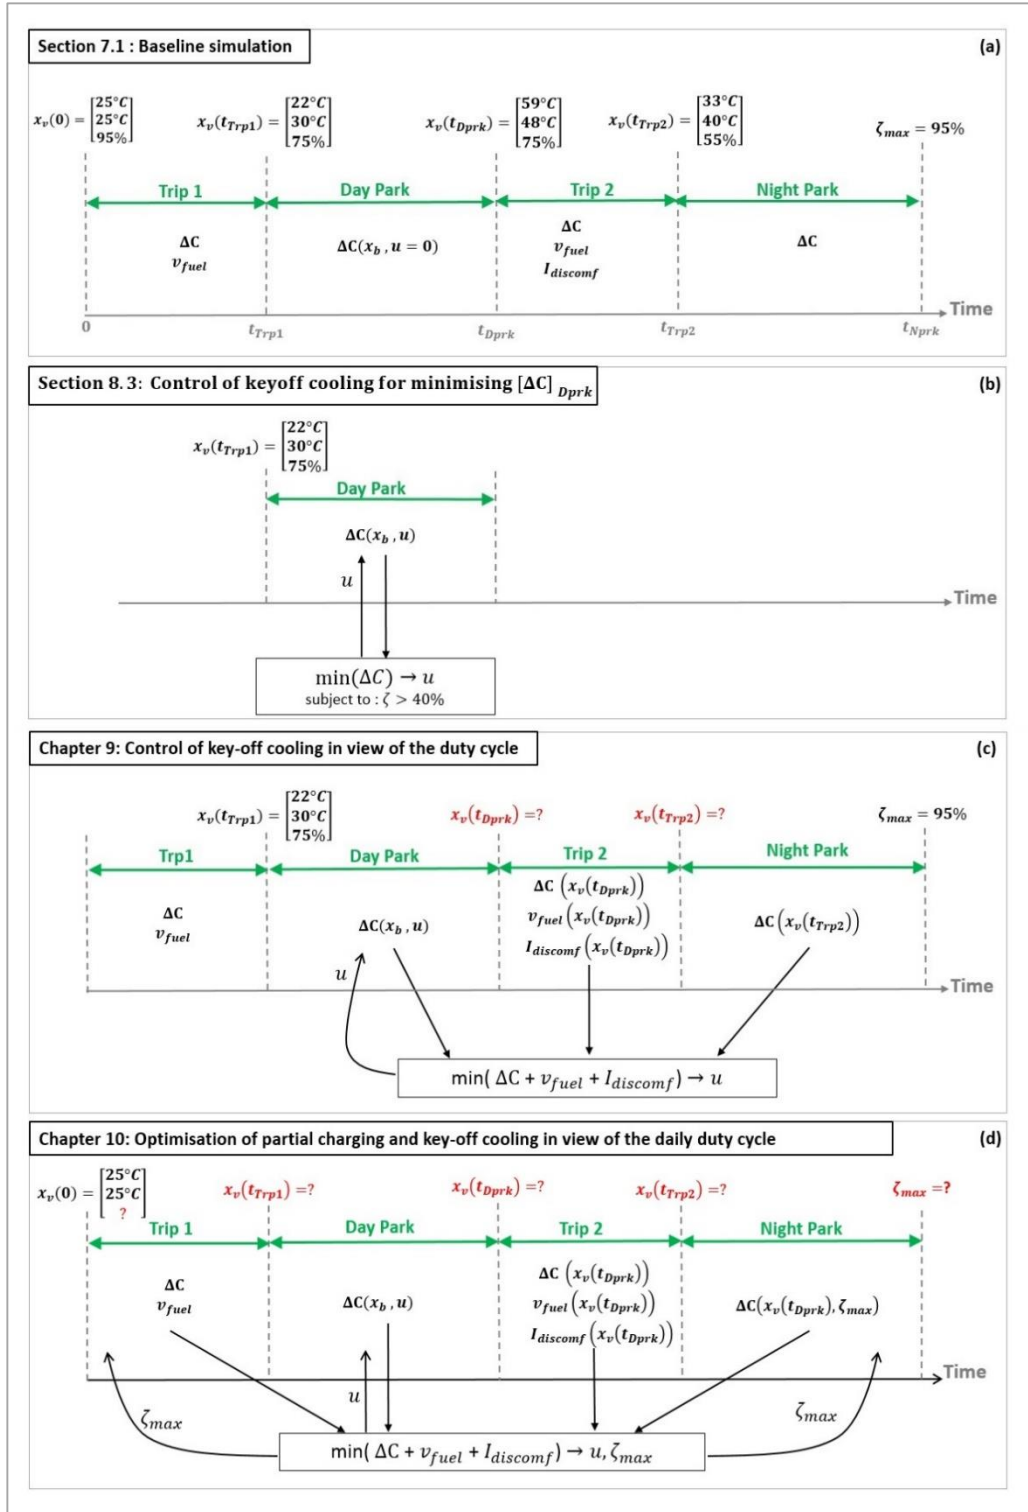 Section 7.1 : Baseline simulation
(a)
x_v(0) = [25°C 25°C 95%]
x_v(t_Trp1) = [22°C 30°C 75%]
x_v(t_Dprk) = [59°C 48°C 75%]
x_v(t_Trp2) = [33°C 40°C 55%]
ζ_max = 95%
Trip 1
Day Park
Trip 2
Night Park
ΔC
v_fuel
ΔC(x_b , u = 0)
ΔC
v_fuel
I_discomf
ΔC
Time
0
t_Trp1
t_Dprk
t_Trp2
t_Nprk
Section 8.3: Control of keyoff cooling for minimising [ΔC]_Dprk
(b)
x_v(t_Trp1) = [22°C 30°C 75%]
Day Park
ΔC(x_b , u)
u
Time
min(ΔC) → u
subject to : ζ > 40%
Chapter 9: Control of key-off cooling in view of the duty cycle
(c)
x_v(t_Trp1) = [22°C 30°C 75%]
x_v(t_Dprk) =?
x_v(t_Trp2) =?
ζ_max = 95%
Trp1
Day Park
Trip 2
Night Park
ΔC
v_fuel
ΔC(x_b , u)
ΔC (x_v(t_Dprk))
v_fuel(x_v(t_Dprk))
I_discomf(x_v(t_Dprk))
ΔC(x_v(t_Trp2))
u
Time
min( ΔC + v_fuel + I_discomf) → u
Chapter 10: Optimisation of partial charging and key-off cooling in view of the daily duty cycle
(d)
x_v(0) = [25°C 25°C ?]
x_v(t_Trp1) =?
x_v(t_Dprk) =?
x_v(t_Trp2) =?
ζ_max =?
Trip 1
Day Park
Trip 2
Night Park
ΔC
v_fuel
ΔC(x_b , u)
ΔC (x_v(t_Dprk))
v_fuel(x_v(t_Dprk))
I_discomf(x_v(t_Dprk))
ΔC(x_v(t_Dprk), ζ_max)
Time
ζ_max
u
ζ_max
min( ΔC + v_fuel + I_discomf) → u, ζ_max